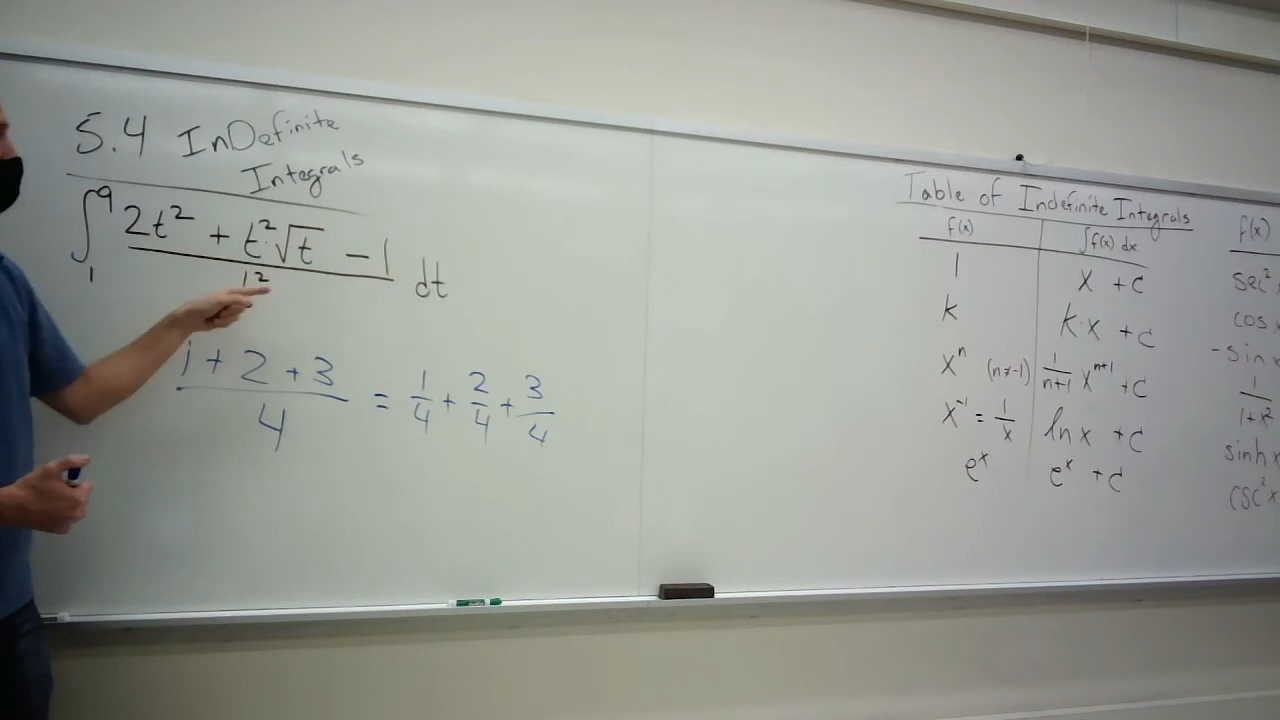 5.4 InDefinite
Integrals
∫₁⁹ (2t² + t²·√t − 1)/t² dt
(1 + 2 + 3)/4 = 1/4 + 2/4 + 3/4
Table of Indefinite Integrals
f(x) ∫f(x) dx
1 x + c
k k·x + c
xⁿ (n≠-1) 1/(n+1) xⁿ⁺¹ + c
x⁻¹ = 1/x ln x + c
eˣ eˣ + c
f(x)
sec²
cos x
-sin x
1/(1+x²)
sinh x
csc² x